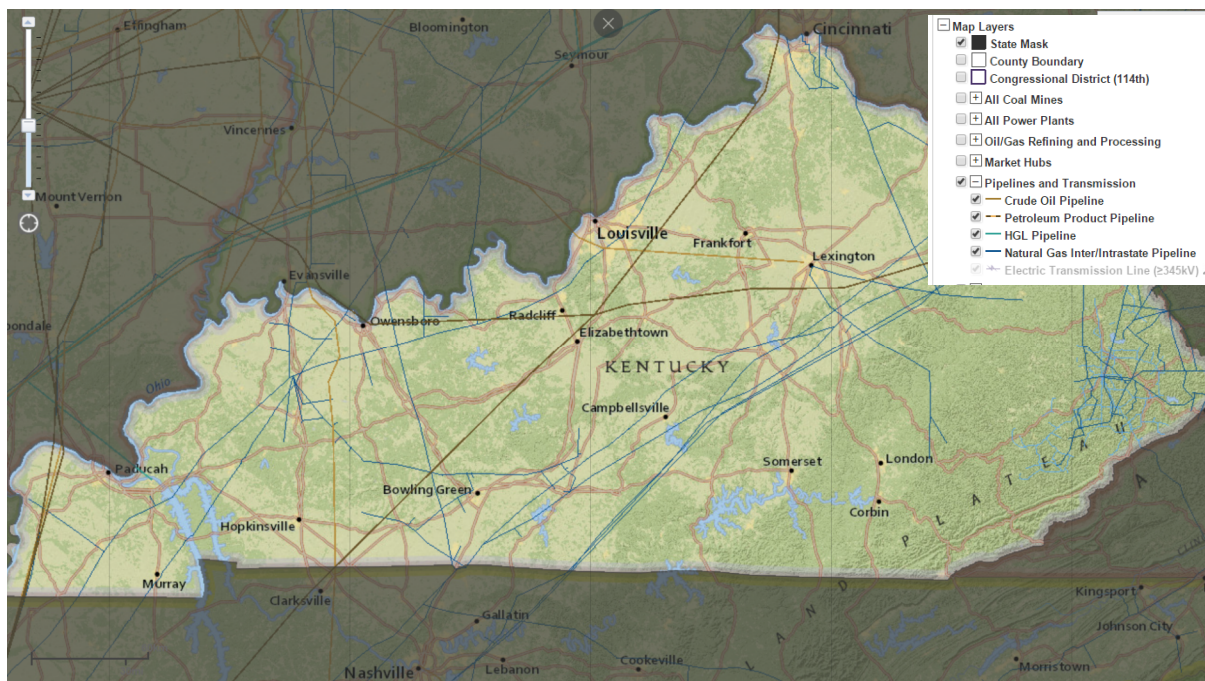 Effingham
Bloomington
Cincinnati
Seymour
Vincennes
Mount Vernon
Louisville
Frankfort
Lexington
Evansville
Owensboro
Radcliff
Elizabethtown
oondale
KENTUCKY
Ohio
Campbellsville
Paducah
Somerset
London
Bowling Green
Corbin
Hopkinsville
Murray
Clarksville
Gallatin
Nashville
Lebanon
Cookeville
Kingsport
Johnson City
Morristown
L A N D
P L A T E A U
A
Map Layers
State Mask
County Boundary
Congressional District (114th)
All Coal Mines
All Power Plants
Oil/Gas Refining and Processing
Market Hubs
Pipelines and Transmission
Crude Oil Pipeline
Petroleum Product Pipeline
HGL Pipeline
Natural Gas Inter/Intrastate Pipeline
Electric Transmission Line (≥345kV)